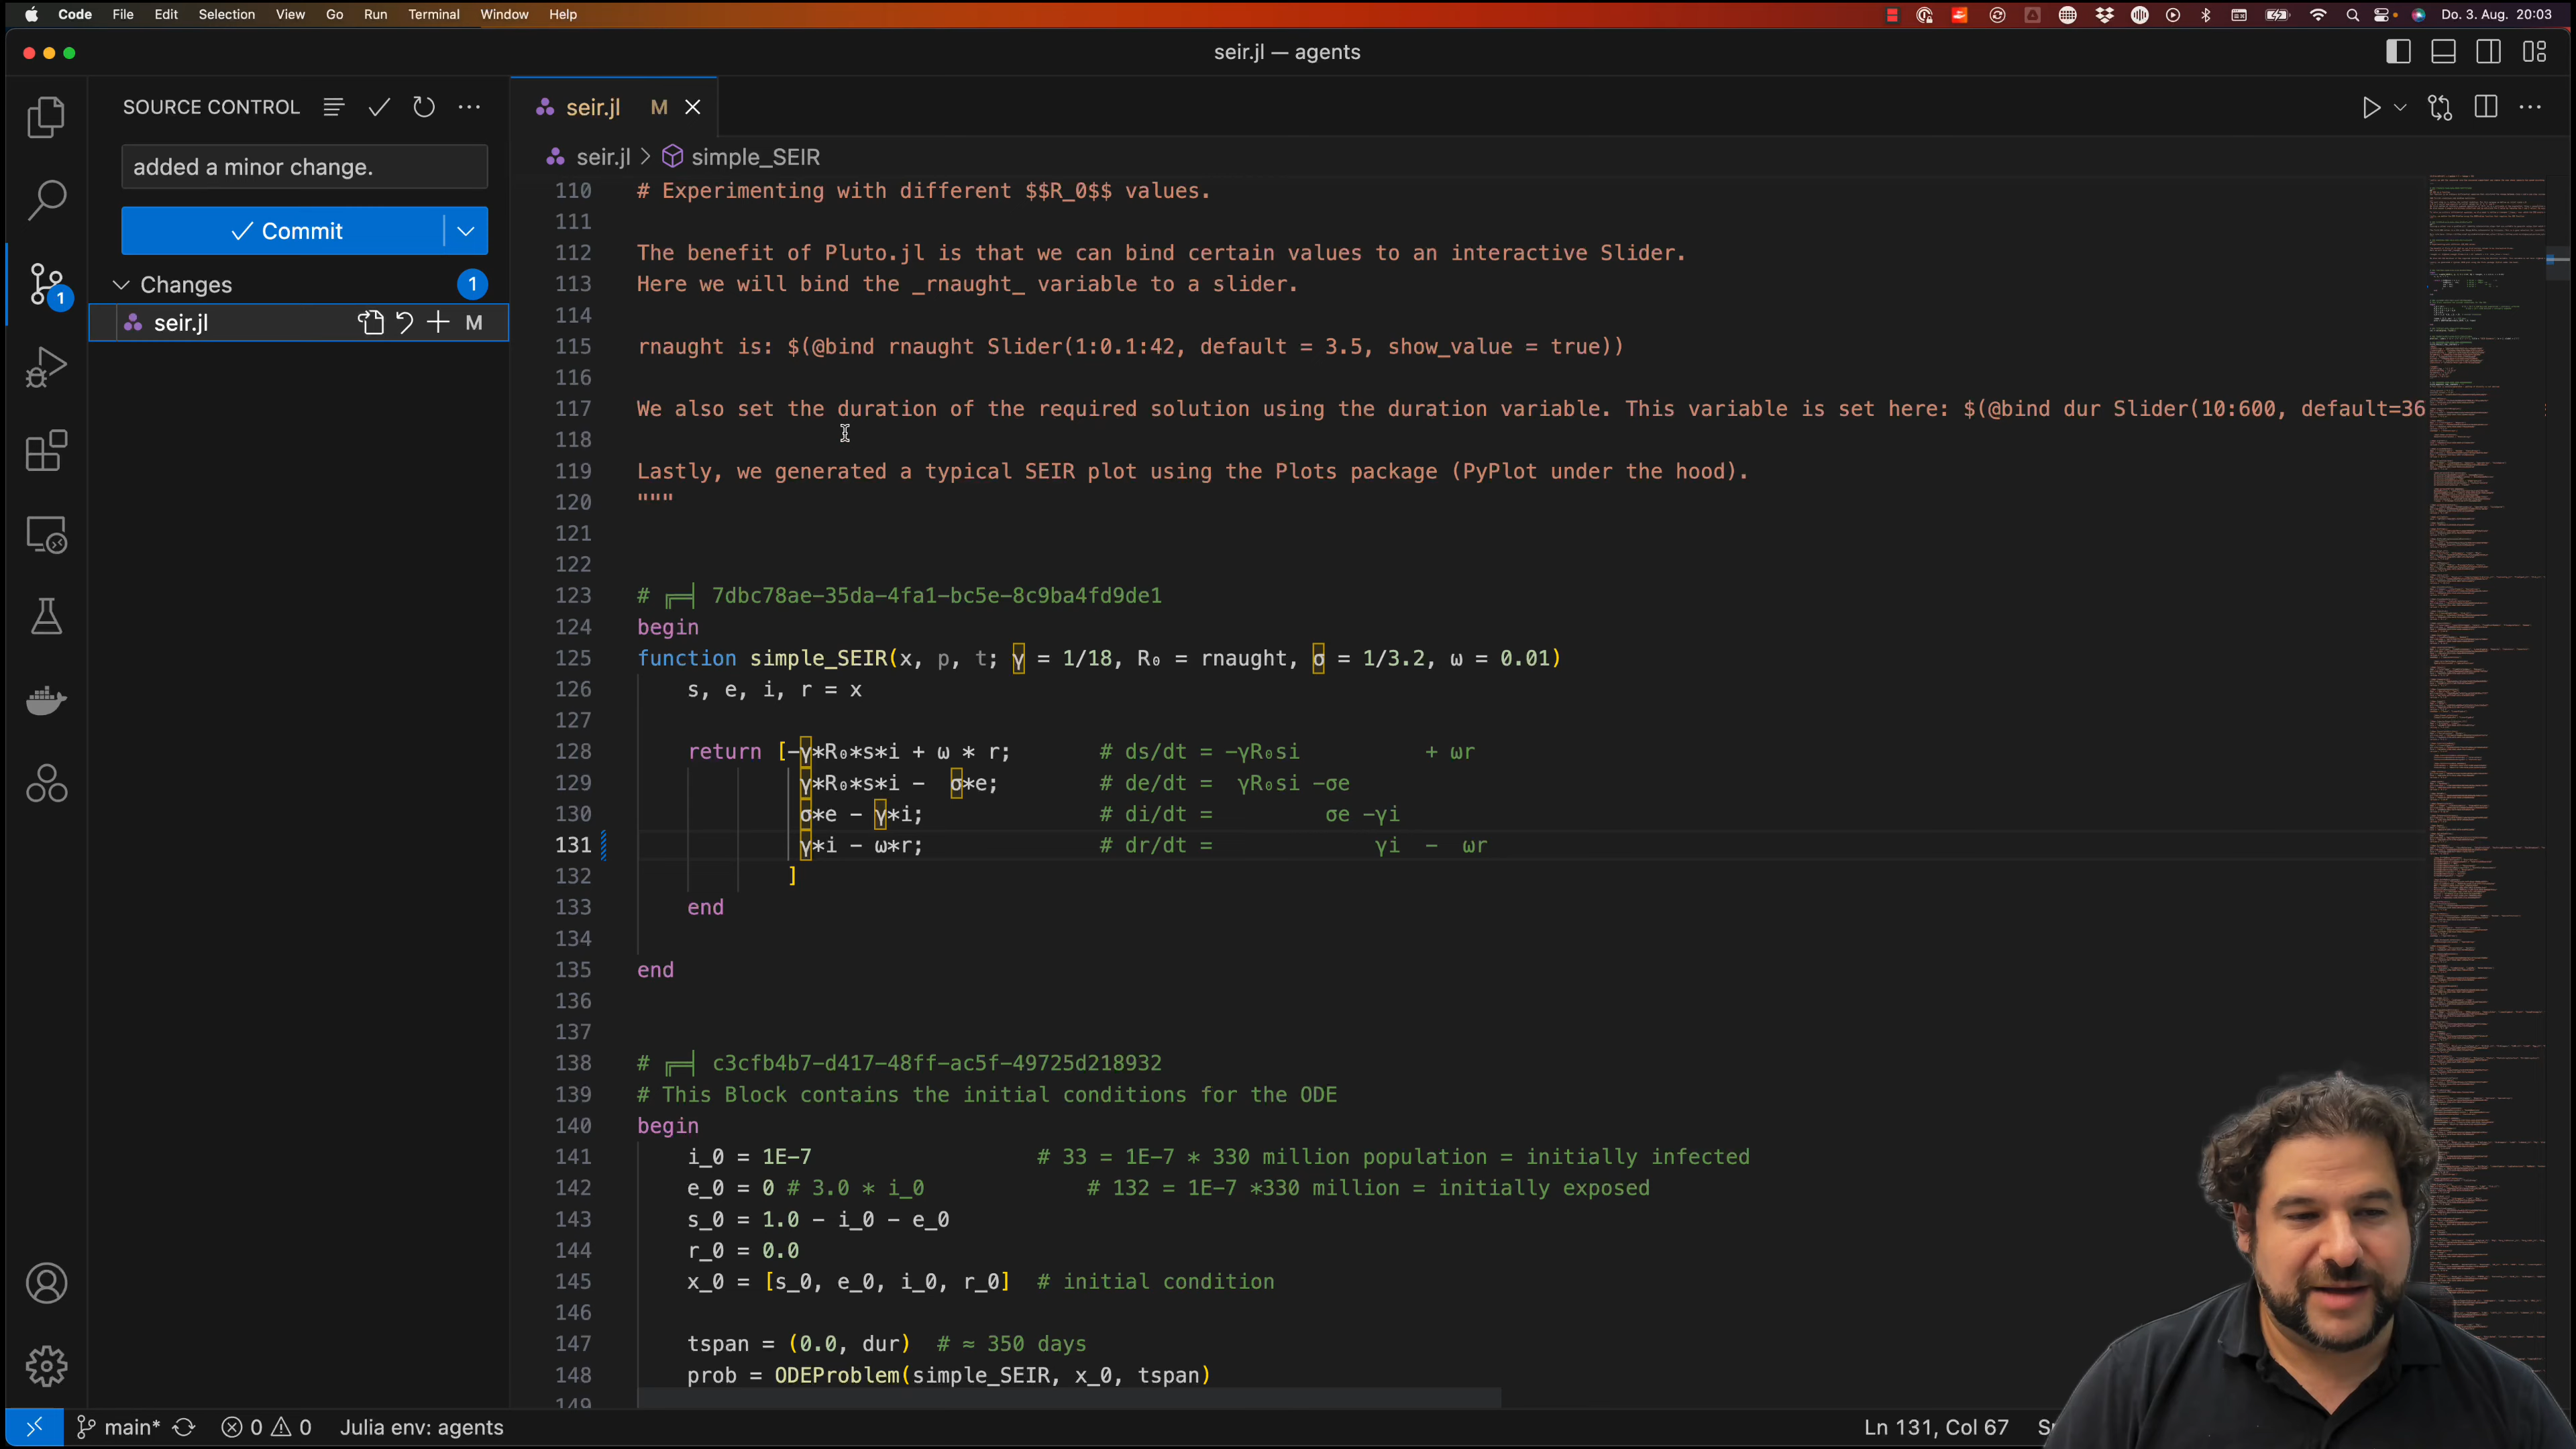 Code File Edit Selection View Go Run Terminal Window Help Do. 3. Aug. 20:03
seir.jl — agents
SOURCE CONTROL
seir.jl M
added a minor change.
seir.jl > simple_SEIR
Commit
Changes 1
seir.jl M
1
110 # Experimenting with different $$R_0$$ values.
111
112 The benefit of Pluto.jl is that we can bind certain values to an interactive Slider.
113 Here we will bind the _rnaught_ variable to a slider.
114
115 rnaught is: $(@bind rnaught Slider(1:0.1:42, default = 3.5, show_value = true))
116
117 We also set the duration of the required solution using the duration variable. This variable is set here: $(@bind dur Slider(10:600, default=36
118
119 Lastly, we generated a typical SEIR plot using the Plots package (PyPlot under the hood).
120 """
121
122
123 # ╔═╡ 7dbc78ae-35da-4fa1-bc5e-8c9ba4fd9de1
124 begin
125 function simple_SEIR(x, p, t; γ = 1/18, R₀ = rnaught, σ = 1/3.2, ω = 0.01)
126 s, e, i, r = x
127
128 return [-γ*R₀*s*i + ω * r; # ds/dt = -γR₀si + ωr
129 γ*R₀*s*i - σ*e; # de/dt = γR₀si -σe
130 σ*e - γ*i; # di/dt = σe -γi
131 γ*i - ω*r; # dr/dt = γi - ωr
132 ]
133 end
134
135 end
136
137
138 # ╔═╡ c3cfb4b7-d417-48ff-ac5f-49725d218932
139 # This Block contains the initial conditions for the ODE
140 begin
141 i_0 = 1E-7 # 33 = 1E-7 * 330 million population = initially infected
142 e_0 = 0 # 3.0 * i_0 # 132 = 1E-7 *330 million = initially exposed
143 s_0 = 1.0 - i_0 - e_0
144 r_0 = 0.0
145 x_0 = [s_0, e_0, i_0, r_0] # initial condition
146
147 tspan = (0.0, dur) # ≈ 350 days
148 prob = ODEProblem(simple_SEIR, x_0, tspan)
149
main* 0 0 Julia env: agents Ln 131, Col 67